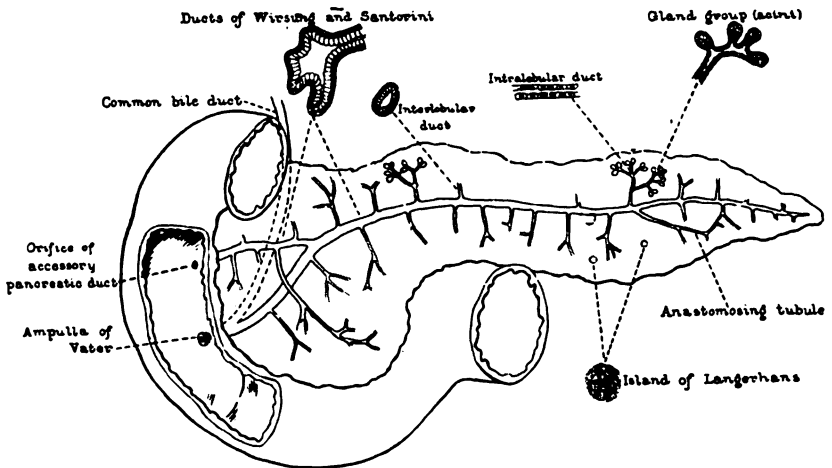 Ducts of Wirsung and Santorini
Gland group (acini)
Intralobular duct
Common bile duct
Interlobular
duct
Orifice of
accessory
pancreatic duct
Ampulla of
Vater
Anastomosing tubule
Island of Langerhans